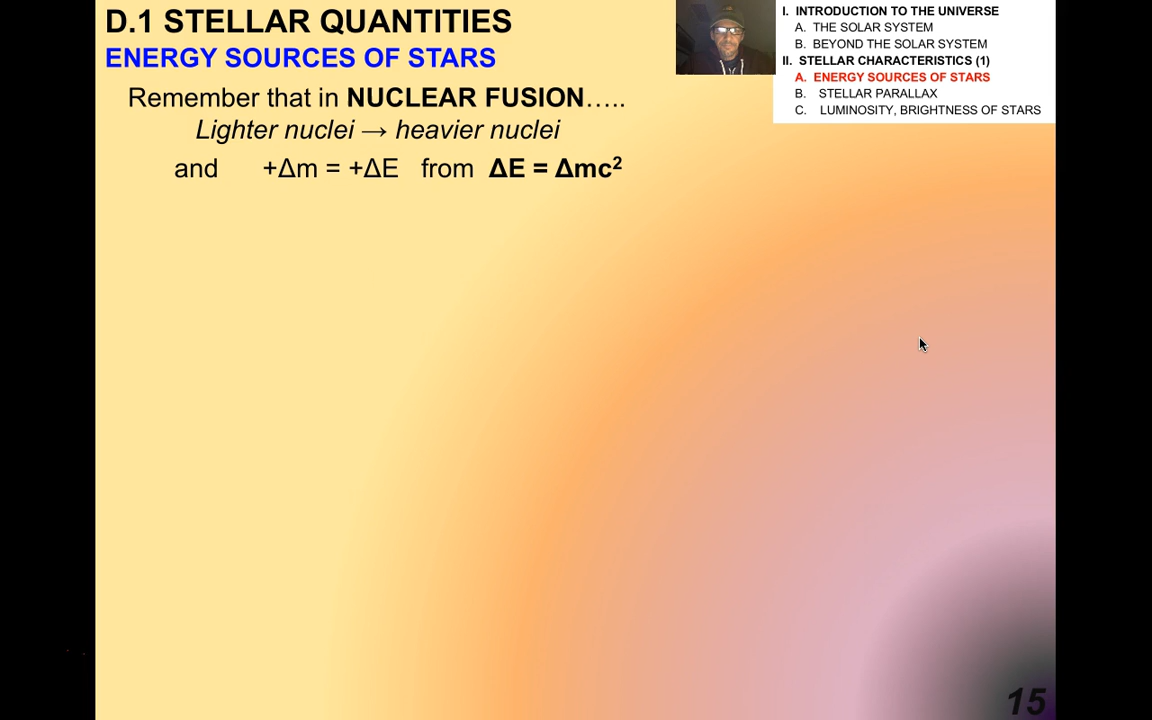 D.1 STELLAR QUANTITIES
ENERGY SOURCES OF STARS
Remember that in NUCLEAR FUSION.....
Lighter nuclei → heavier nuclei
and +Δm = +ΔE from ΔE = Δmc²
I. INTRODUCTION TO THE UNIVERSE
A. THE SOLAR SYSTEM
B. BEYOND THE SOLAR SYSTEM
II. STELLAR CHARACTERISTICS (1)
A. ENERGY SOURCES OF STARS
B. STELLAR PARALLAX
C. LUMINOSITY, BRIGHTNESS OF STARS
15